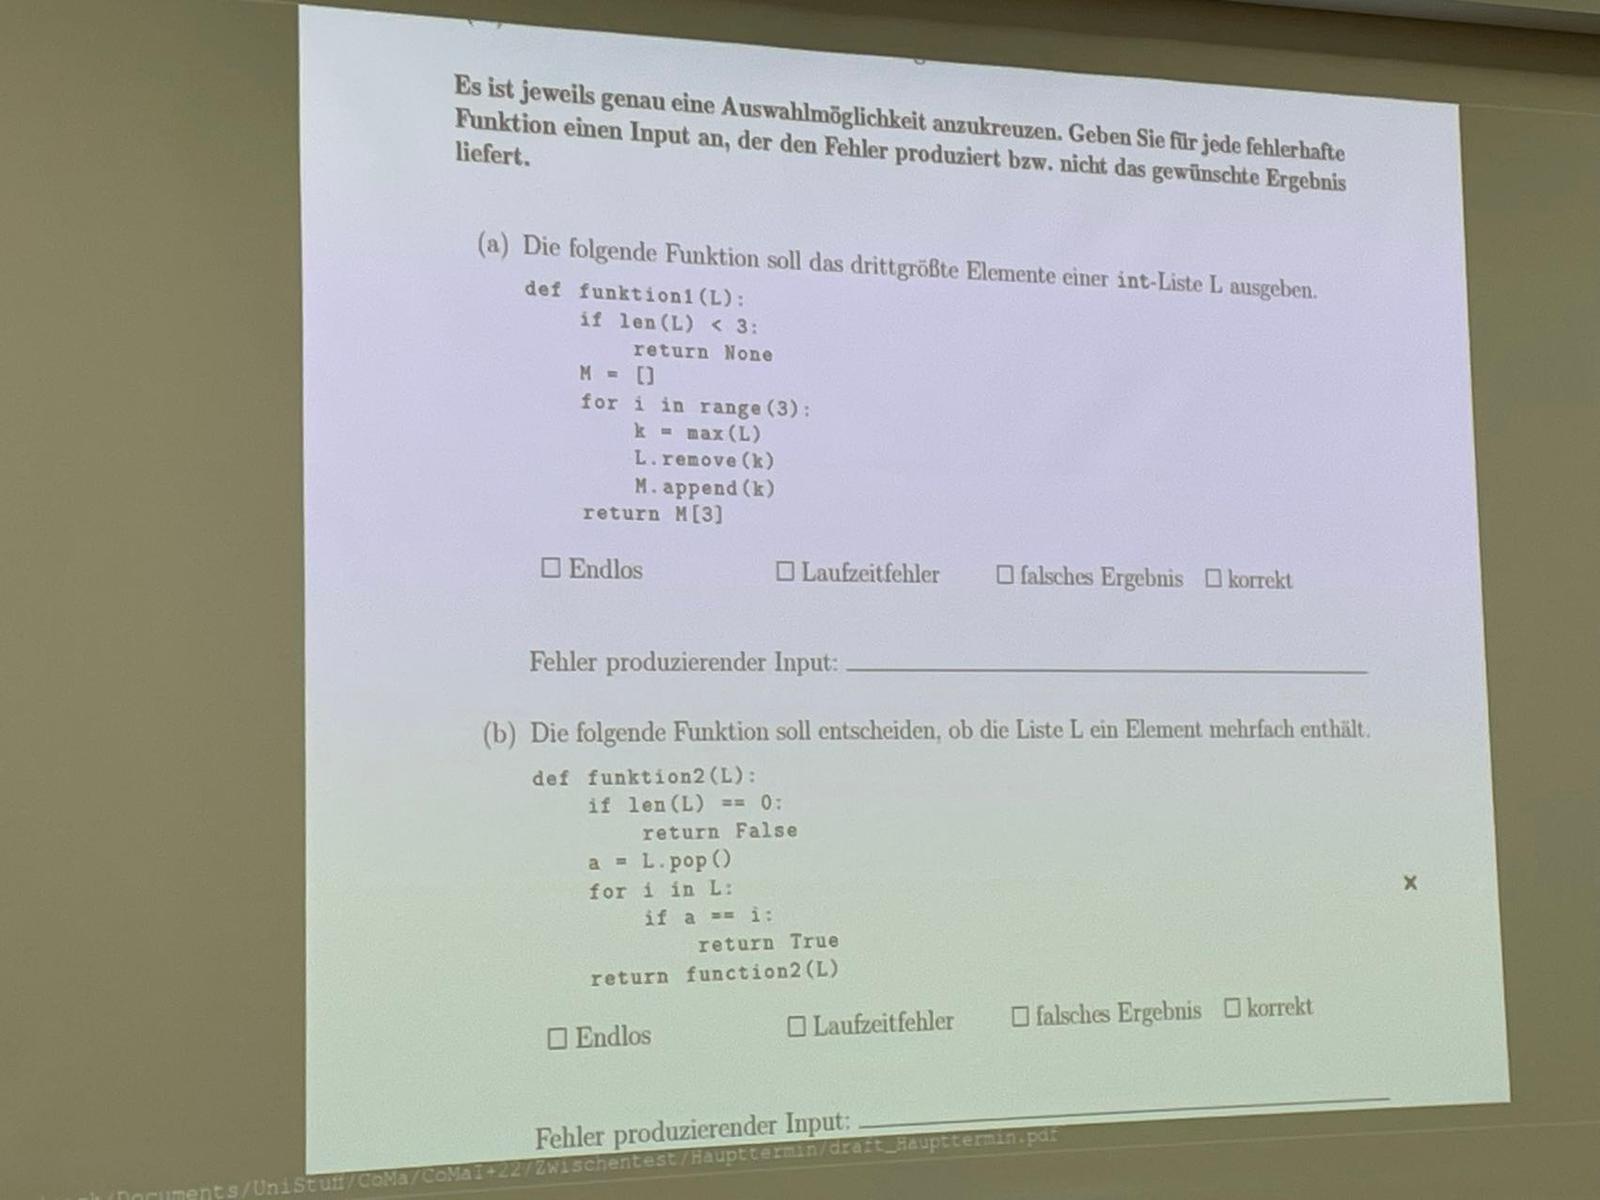 Es ist jeweils genau eine Auswahlmöglichkeit anzukreuzen. Geben Sie für jede fehlerhafte
Funktion einen Input an, der den Fehler produziert bzw. nicht das gewünschte Ergebnis
liefert.
(a) Die folgende Funktion soll das drittgrößte Elemente einer int-Liste L ausgeben.
def funktion1(L):
    if len(L) < 3:
        return None
    M = []
    for i in range(3):
        k = max(L)
        L.remove(k)
        M.append(k)
    return M[3]
☐ Endlos ☐ Laufzeitfehler ☐ falsches Ergebnis ☐ korrekt
Fehler produzierender Input:
(b) Die folgende Funktion soll entscheiden, ob die Liste L ein Element mehrfach enthält.
def funktion2(L):
    if len(L) == 0:
        return False
    a = L.pop()
    for i in L:
        if a == i:
            return True
    return function2(L)
☐ Endlos ☐ Laufzeitfehler ☐ falsches Ergebnis ☐ korrekt
Fehler produzierender Input:
/Documents/UniStuff/CoMa/CoMaI+22/Zwischentest/Haupttermin/draft_Haupttermin.pdf